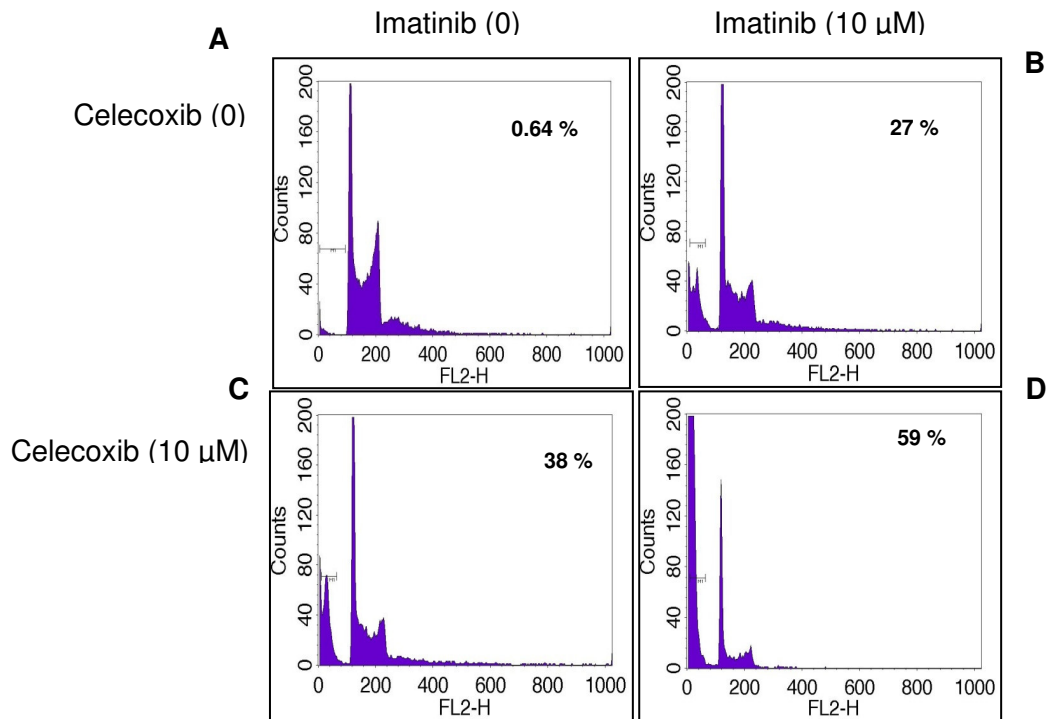 Imatinib (0)
Imatinib (10 µM)
A
B
Celecoxib (0)
200
160
120
80
40
0
Counts
0.64 %
0 200 400 600 800 1000
FL2-H
200
160
120
80
40
0
Counts
27 %
0 200 400 600 800 1000
FL2-H
C
D
Celecoxib (10 µM)
200
160
120
80
40
0
Counts
38 %
0 200 400 600 800 1000
FL2-H
200
160
120
80
40
0
Counts
59 %
0 200 400 600 800 1000
FL2-H